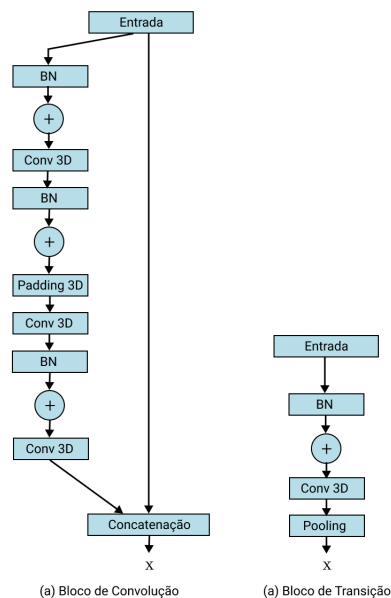 Entrada
BN
+
Conv 3D
BN
+
Padding 3D
Conv 3D
BN
+
Conv 3D
Concatenação
X
(a) Bloco de Convolução
Entrada
BN
+
Conv 3D
Pooling
X
(a) Bloco de Transição